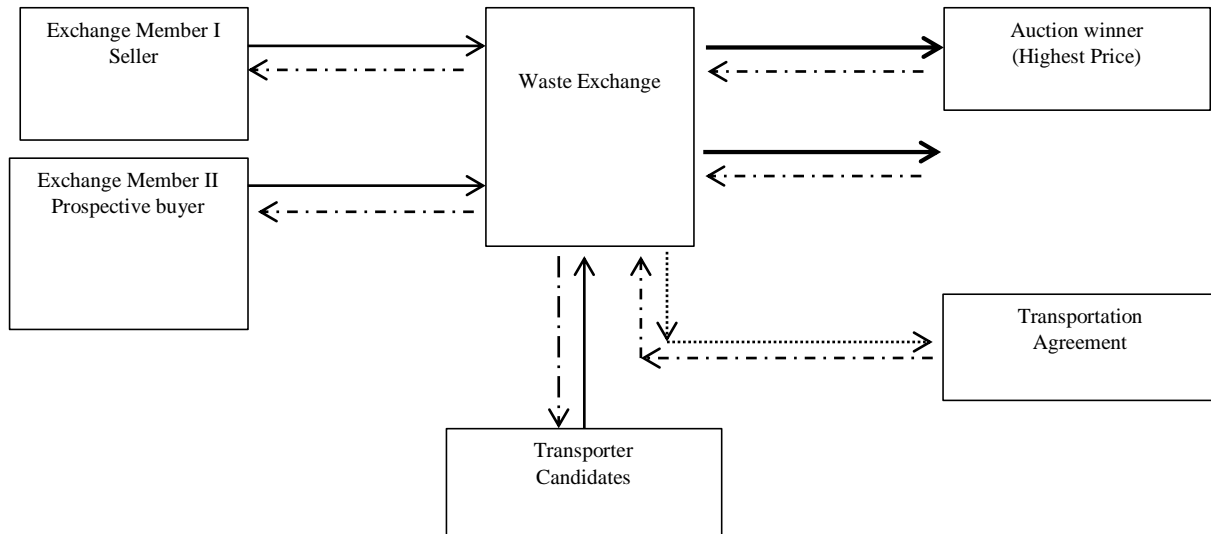 Exchange Member I
Seller
Waste Exchange
Auction winner
(Highest Price)
Exchange Member II
Prospective buyer
Transportation
Agreement
Transporter
Candidates